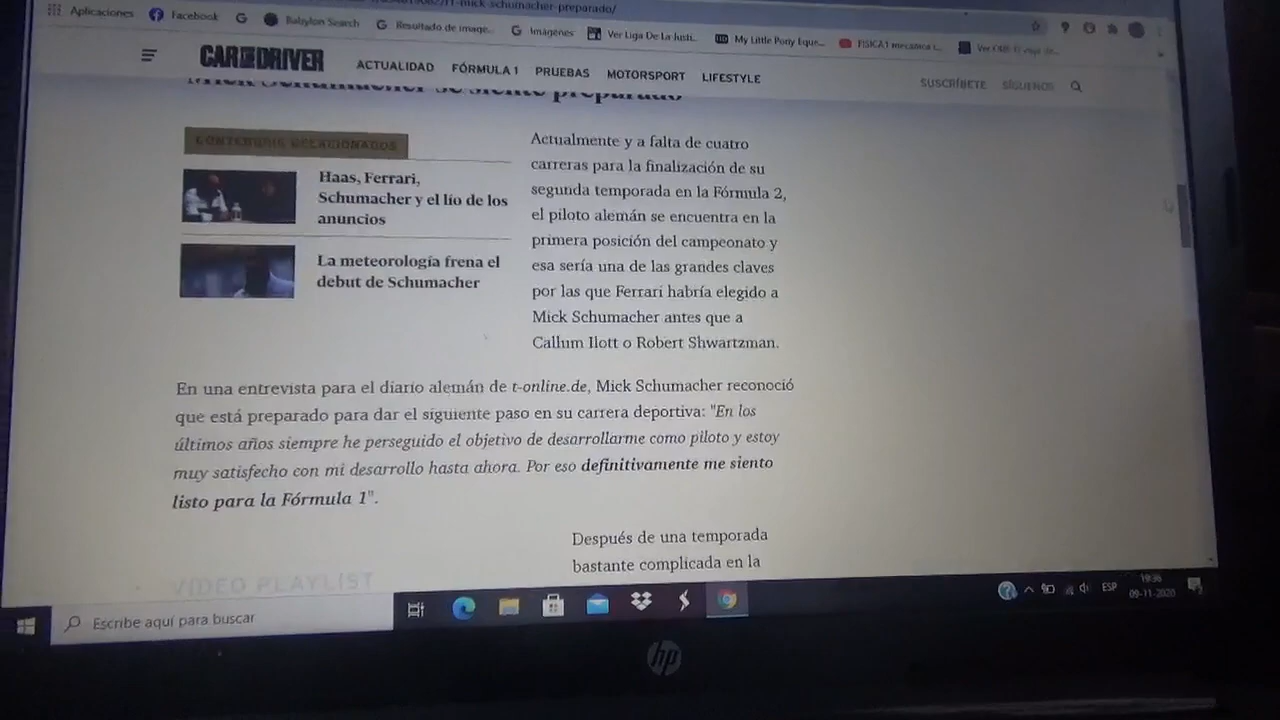 mick-schumacher-preparado/
Aplicaciones
Facebook
Babylon Search
Resultado de image...
Imágenes
Ver Liga De La Justi...
My Little Pony Eque...
CAR AND DRIVER
ACTUALIDAD
FÓRMULA 1
PRUEBAS
MOTORSPORT
LIFESTYLE
SUSCRÍBETE
SÍGUENOS
Mick Schumacher se siente preparado
CONTENIDOS RELACIONADOS
Haas, Ferrari,
Schumacher y el lío de los
anuncios
La meteorología frena el
debut de Schumacher
Actualmente y a falta de cuatro
carreras para la finalización de su
segunda temporada en la Fórmula 2,
el piloto alemán se encuentra en la
primera posición del campeonato y
esa sería una de las grandes claves
por las que Ferrari habría elegido a
Mick Schumacher antes que a
Callum Ilott o Robert Shwartzman.
En una entrevista para el diario alemán de t-online.de, Mick Schumacher reconoció
que está preparado para dar el siguiente paso en su carrera deportiva: "En los
últimos años siempre he perseguido el objetivo de desarrollarme como piloto y estoy
muy satisfecho con mi desarrollo hasta ahora. Por eso definitivamente me siento
listo para la Fórmula 1".
Después de una temporada
bastante complicada en la
VIDEO PLAYLIST
Escribe aquí para buscar
ESP
19:36
09-11-2020
hp